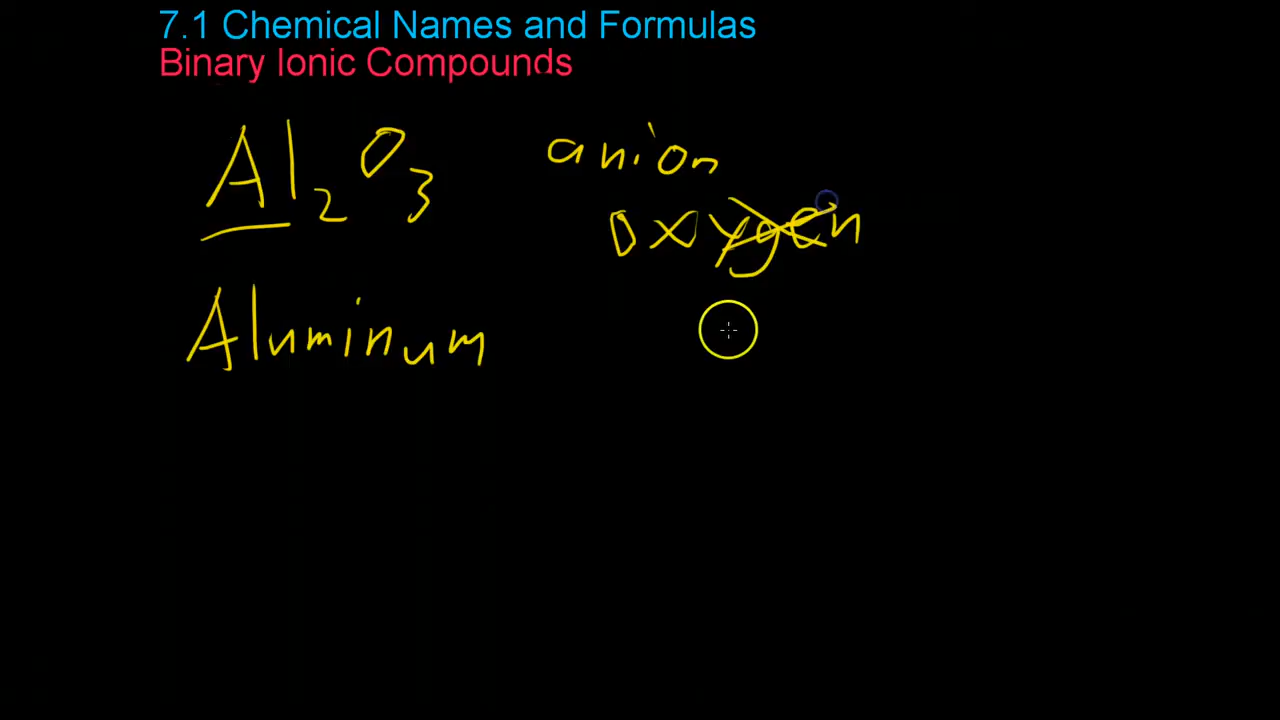 7.1 Chemical Names and Formulas
Binary Ionic Compounds
Al2O3
anion
oxygen
Aluminum